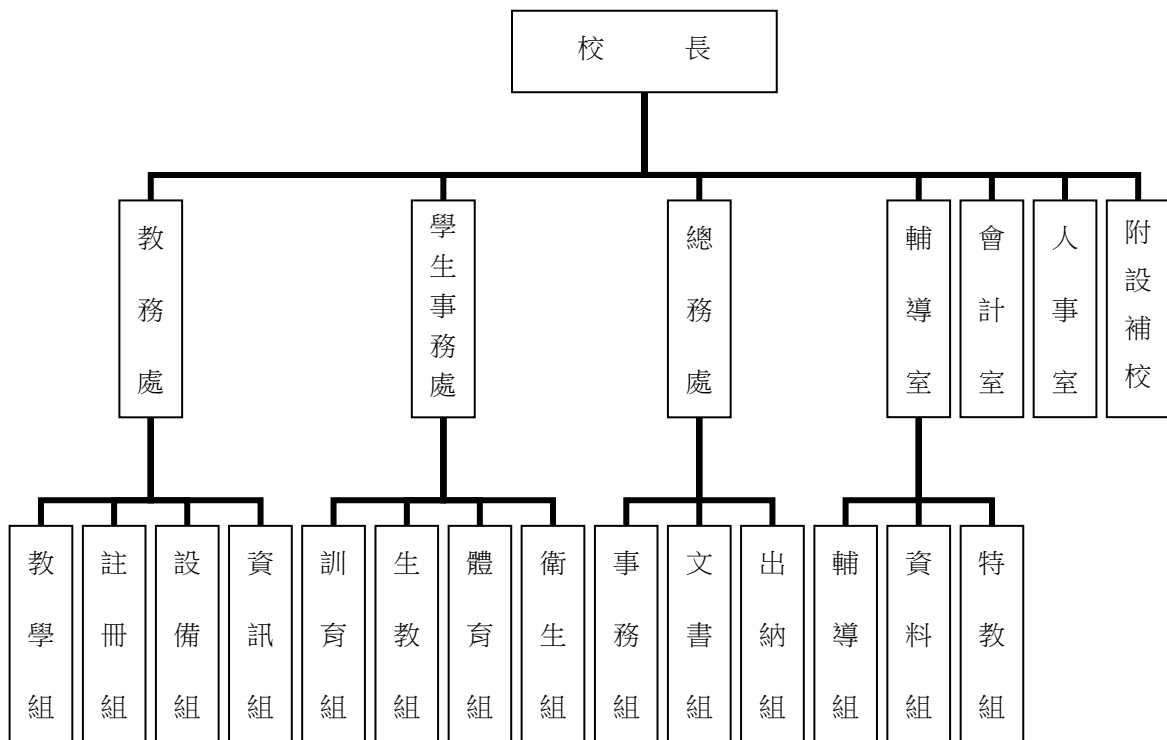 校長
教務處
學生事務處
總務處
輔導室
會計室
人事室
附設補校
教學組
註冊組
設備組
資訊組
訓育組
生教組
體育組
衛生組
事務組
文書組
出納組
輔導組
資料組
特教組